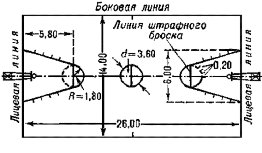 Боковая линия
Линия штрафного
броска
5,80
d=3,60
14,00
6,00
0,20
R=1,80
26,00
Лицевая линия
Лицевая линия